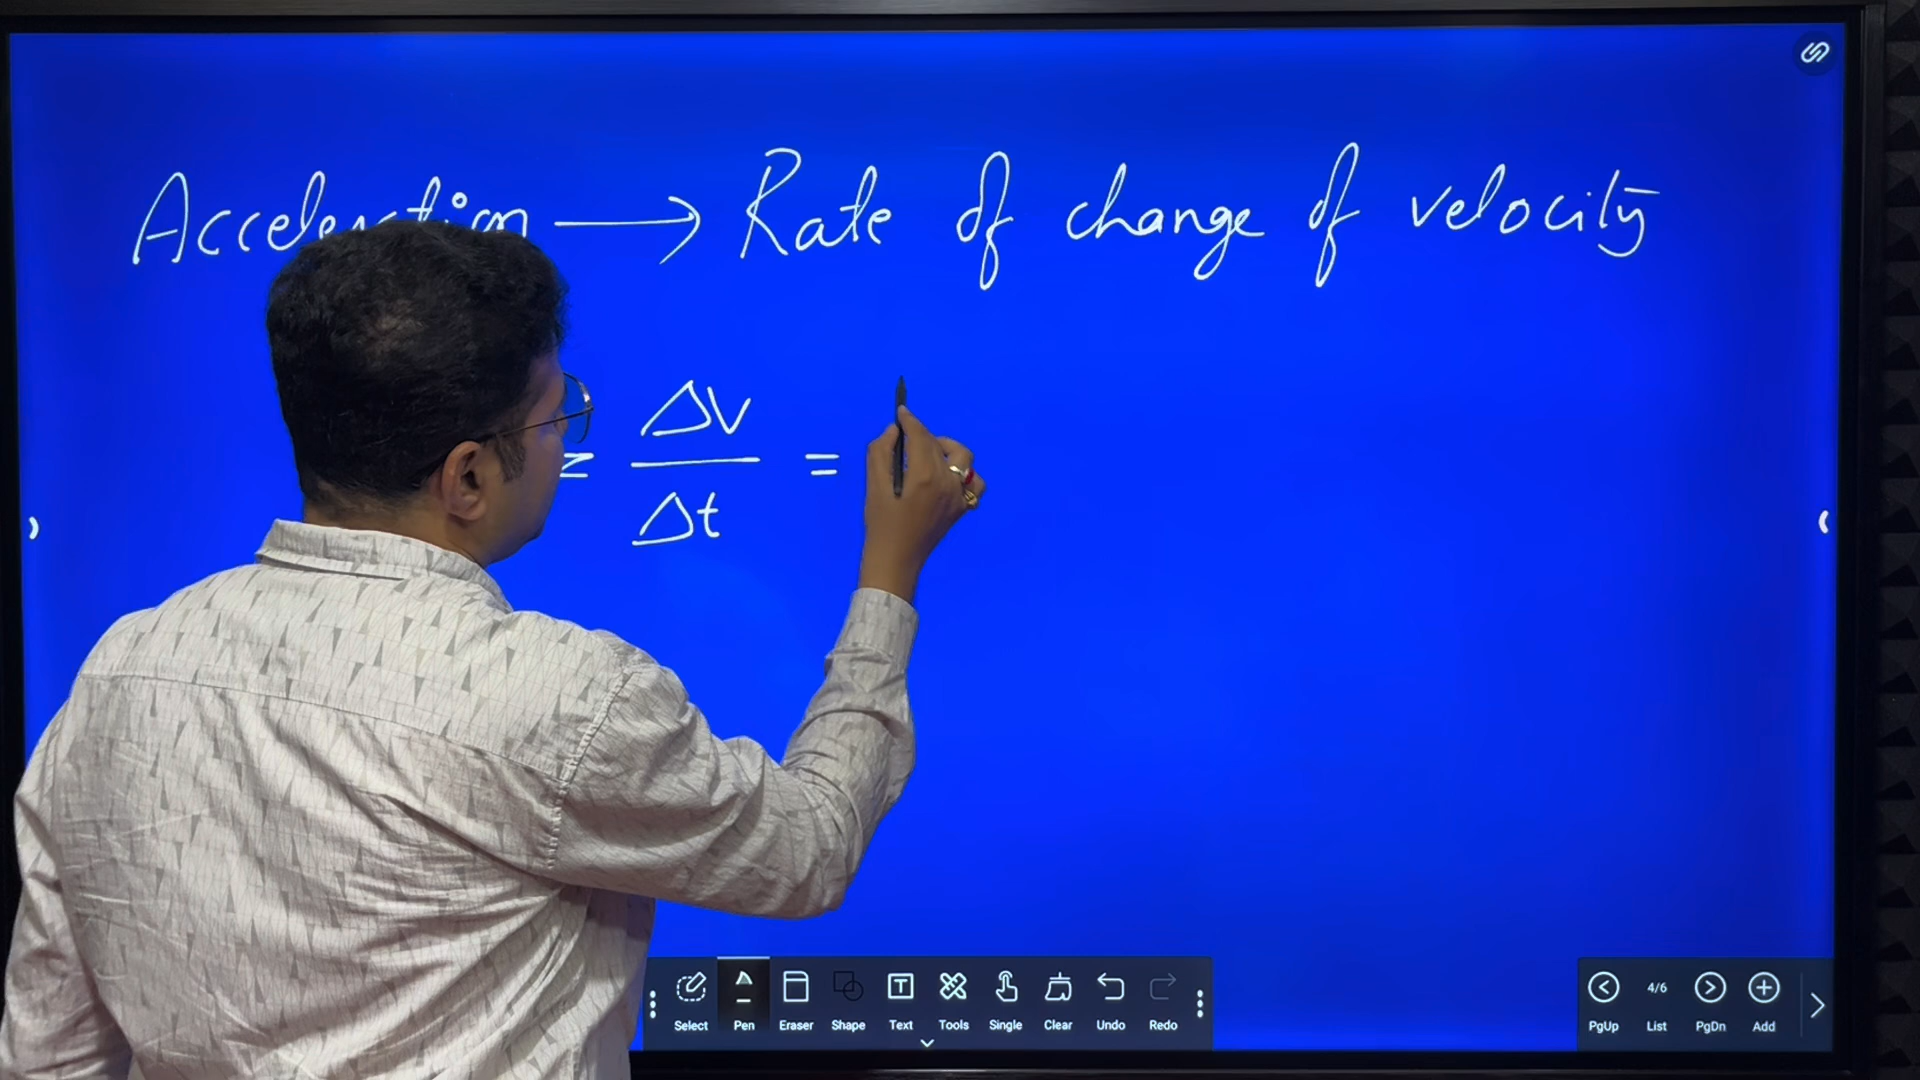 Acceleration → Rate of change of velocity
= ΔV/Δt =
Select Pen Eraser Shape Text Tools Single Clear Undo Redo
4/6
PgUp List PgDn Add